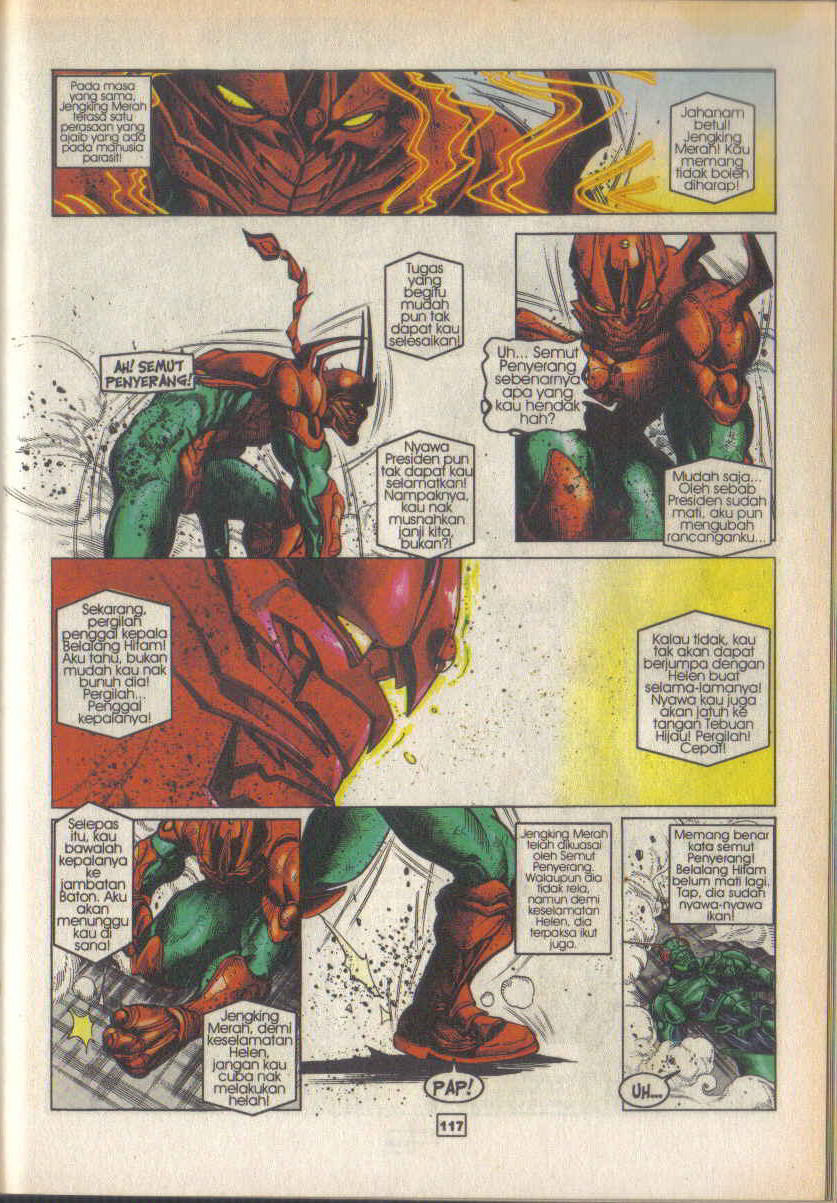 Pada masa
yang sama,
Jengking Merah
terasa satu
perasaan yang
ajaib yang ada
pada manusia
parasit!
Jahanam
betul!
Jengking
Merah! Kau
memang
tidak boleh
diharap!
Tugas
yang
begitu
mudah
pun tak
dapat kau
selesaikan!
AH! SEMUT
PENYERANG!
Nyawa
Presiden pun
tak dapat kau
selamatkan!
Nampaknya,
kau nak
musnahkan
janji kita,
bukan?!
Uh... Semut
Penyerang
sebenarnya
apa yang
kau hendak
hah?
Mudah saja...
Oleh sebab
Presiden sudah
mati, aku pun
mengubah
rancanganku...
Sekarang,
pergilah
penggal kepala
Belalang Hitam!
Aku tahu, bukan
mudah kau nak
bunuh dia!
Pergilah...
Penggal
kepalanya!
Kalau tidak, kau
tak akan dapat
berjumpa dengan
Helen buat
selama-lamanya!
Nyawa kau juga
akan jatuh ke
tangan Tebuan
Hijau! Pergilah!
Cepat!
Selepas
itu, kau
bawalah
kepalanya
ke
jambatan
Baton. Aku
akan
menunggu
kau di
sana!
Jengking
Merah, demi
keselamatan
Helen,
jangan kau
cuba nak
melakukan
helah!
Jengking Merah
telah dikuasai
oleh Semut
Penyerang.
Walaupun dia
tidak rela,
namun demi
keselamatan
Helen, dia
terpaksa ikut
juga.
PAP!
Memang benar
kata semut
Penyerang!
Belalang Hitam
belum mati lagi.
Tap, dia sudah
nyawa-nyawa
ikan!
UH...
117